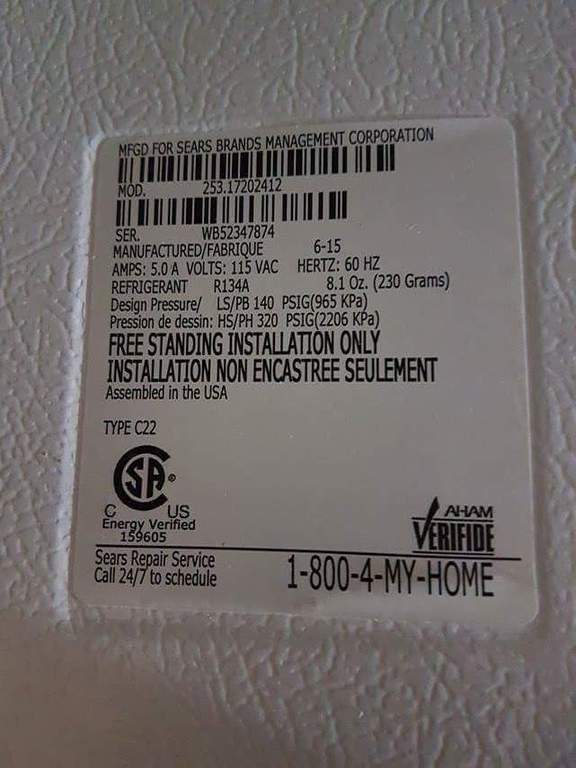 MFGD FOR SEARS BRANDS MANAGEMENT CORPORATION
MOD. 253.17202412
SER. WB52347874
MANUFACTURED/FABRIQUE 6-15
AMPS: 5.0 A VOLTS: 115 VAC HERTZ: 60 HZ
REFRIGERANT R134A 8.1 Oz. (230 Grams)
Design Pressure/ LS/PB 140 PSIG(965 KPa)
Pression de dessin: HS/PH 320 PSIG(2206 KPa)
FREE STANDING INSTALLATION ONLY
INSTALLATION NON ENCASTREE SEULEMENT
Assembled in the USA
TYPE C22
SA ®
C US
Energy Verified
159605
AHAM
VERIFIDE
Sears Repair Service
Call 24/7 to schedule
1-800-4-MY-HOME